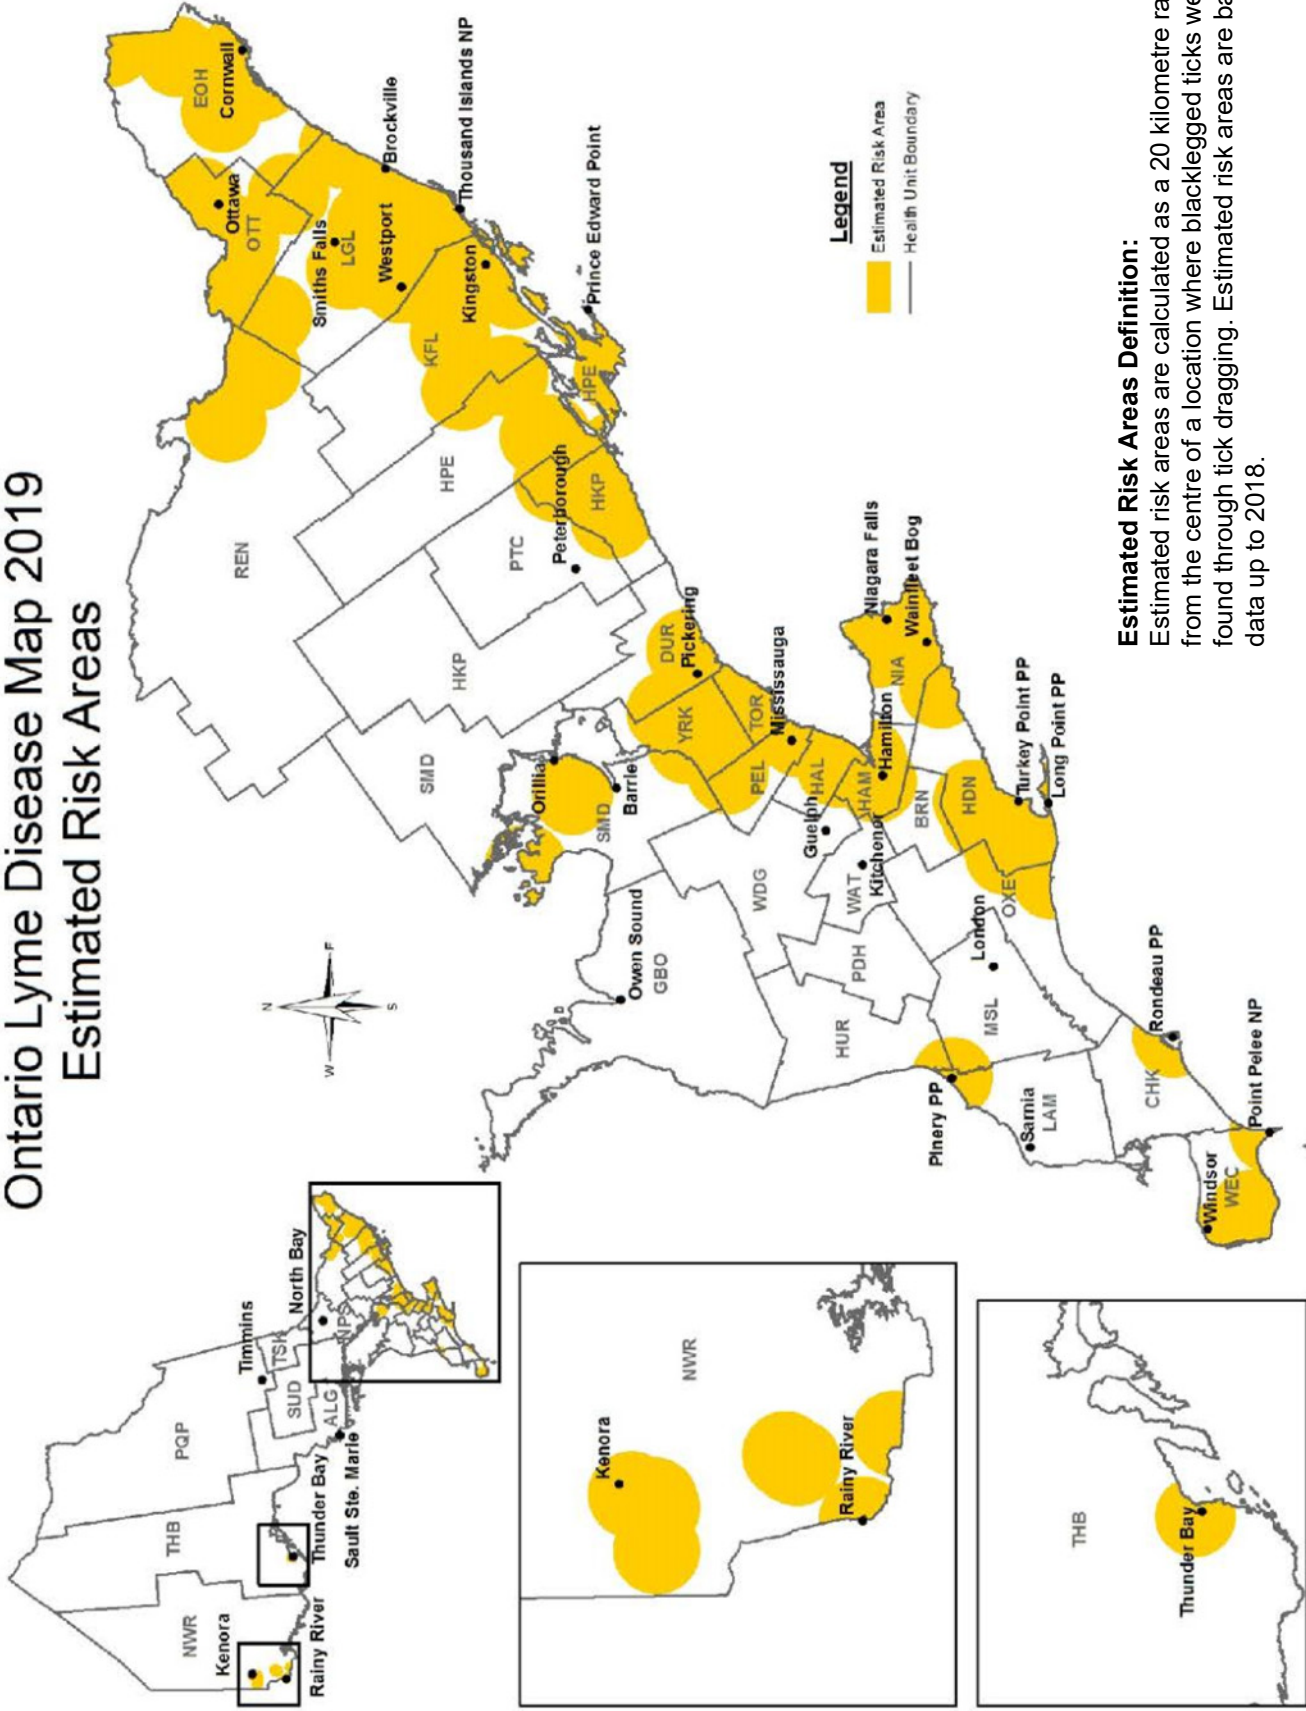 Ontario Lyme Disease Map 2019
Estimated Risk Areas
N
W
S
PQP
THB
NWR
Timmins
TSK
North Bay
SUD
NPS
ALG
Kenora
Rainy River
Thunder Bay
Sault Ste. Marie
NWR
Kenora
Rainy River
THB
Thunder Bay
REN
EOH
Cornwall
Ottawa
OTT
Smiths Falls
LGL
Brockville
Westport
Thousand Islands NP
Kingston
KFL
HPE
HPE
Prince Edward Point
PTC
Peterborough
HKP
HKP
SMD
Orillia
SMD
Barrie
DUR
Pickering
YRK
TOR
Mississauga
PEL
HAL
Guelph
HAM
Hamilton
Niagara Falls
NIA
Wainfleet Bog
Owen Sound
GBO
WDG
WAT
Kitchener
BRN
HDN
Turkey Point PP
Long Point PP
PDH
HUR
London
OXE
MSL
Pinery PP
Sarnia
LAM
CHK
Rondeau PP
Windsor
WEC
Point Pelee NP
Legend
Estimated Risk Area
Health Unit Boundary
Estimated Risk Areas Definition:
Estimated risk areas are calculated as a 20 kilometre
from the centre of a location where blacklegged ticks
found through tick dragging. Estimated risk areas are
data up to 2018.